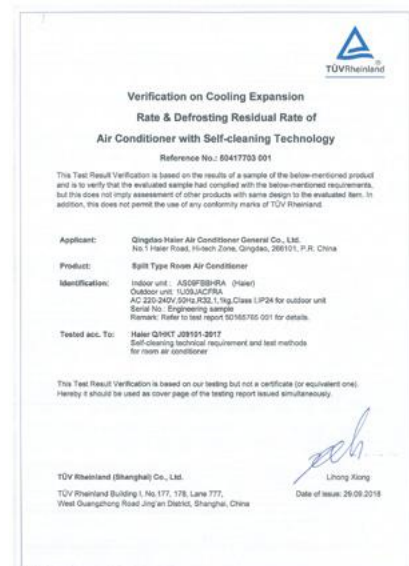 TÜVRheinland
Verification on Cooling Expansion
Rate & Defrosting Residual Rate of
Air Conditioner with Self-cleaning Technology
Reference No.: 60417703 001
This Test Result Verification is based on the results of a sample of the below-mentioned product
and is to verify that the evaluated sample had complied with the below-mentioned requirements,
but this does not imply assessment of other products with same design to the evaluated item. In
addition, this does not permit the use of any conformity marks of TÜV Rheinland.
Applicant: Qingdao Haier Air Conditioner General Co., Ltd.
No.1 Haier Road, Hi-tech Zone, Qingdao, 266101, P.R. China
Product: Split Type Room Air Conditioner
Identification: Indoor unit : AS09FBBHRA (Haier)
Outdoor unit: 1U09JACFRA
AC 220-240V,50Hz,R32,1.1kg,Class I,IP24 for outdoor unit
Serial No.: Engineering sample
Remark: Refer to test report 50165765 001 for details.
Tested acc. To: Haier Q/HKT J09101-2017
Self-cleaning technical requirement and test methods
for room air conditioner
This Test Result Verification is based on our testing but not a certificate (or equivalent one).
Hereby it should be used as cover page of the testing report issued simultaneously.
TÜV Rheinland (Shanghai) Co., Ltd.
Lihong Xiong
TÜV Rheinland Building I, No.177, 178, Lane 777,
Date of issue: 29.09.2018
West Guangzhong Road Jing'an District, Shanghai, China